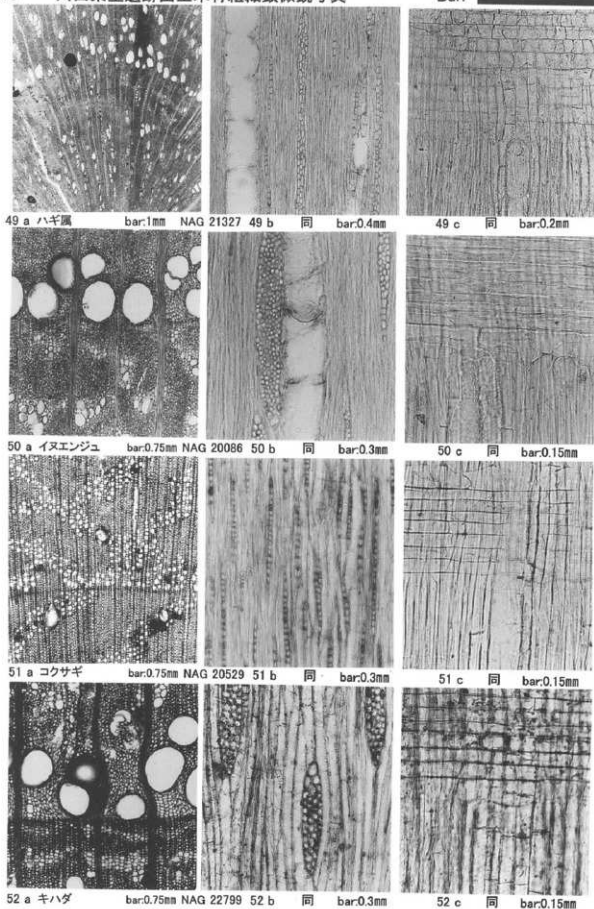 49 a ハギ属 bar:1mm NAG 21327 49 b 同 bar:0.4mm 49 c 同 bar:0.2mm
50 a イヌエンジュ bar:0.75mm NAG 20086 50 b 同 bar:0.3mm 50 c 同 bar:0.15mm
51 a コクサギ bar:0.75mm NAG 20529 51 b 同 bar:0.3mm 51 c 同 bar:0.15mm
52 a キハダ bar:0.75mm NAG 22799 52 b 同 bar:0.3mm 52 c 同 bar:0.15mm